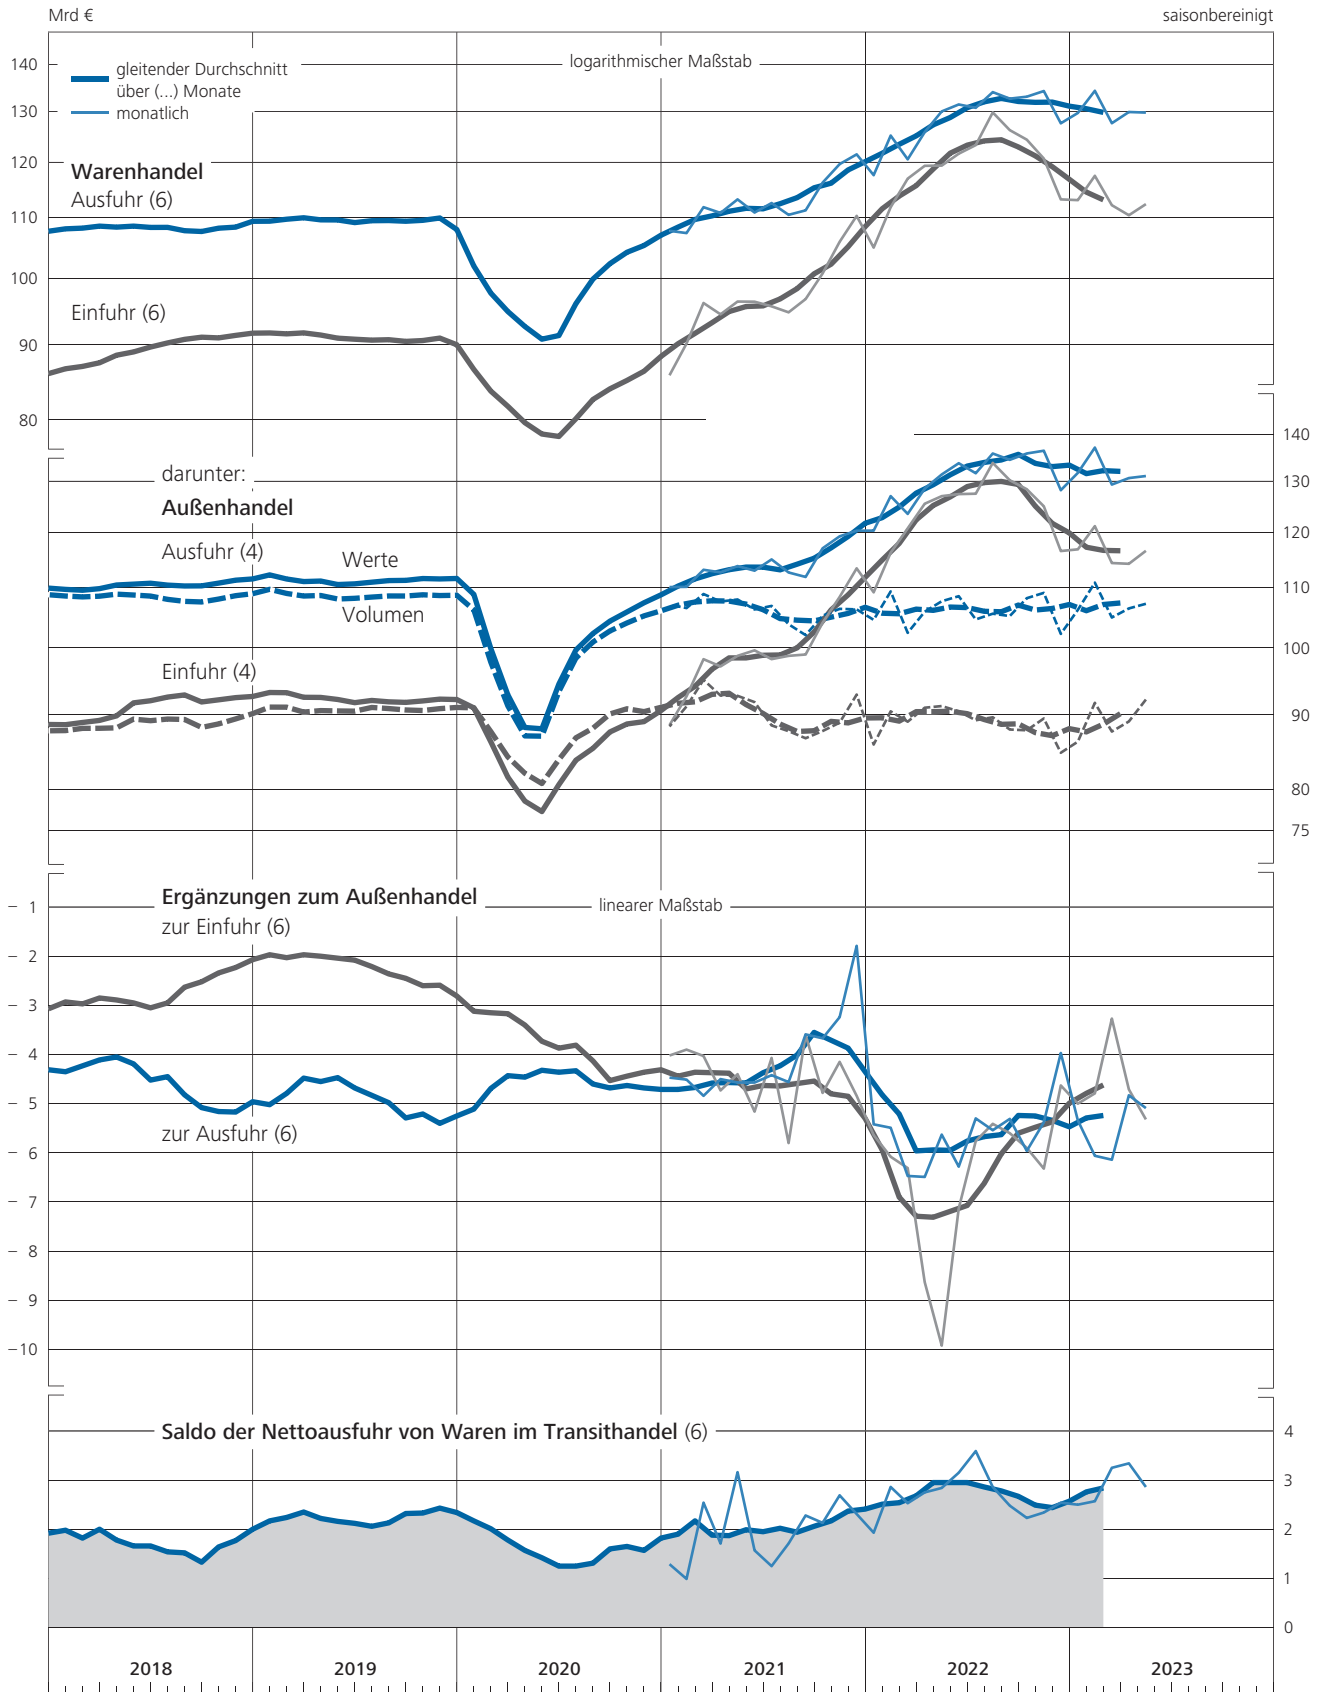 Mrd €
saisonbereinigt
logarithmischer Maßstab
140
130
120
110
100
90
80
gleitender Durchschnitt
über (...) Monate
monatlich
Warenhandel
Ausfuhr (6)
Einfuhr (6)
darunter:
Außenhandel
Ausfuhr (4)
Werte
Volumen
Einfuhr (4)
140
130
120
110
100
90
80
75
Ergänzungen zum Außenhandel
zur Einfuhr (6)
linearer Maßstab
zur Ausfuhr (6)
– 1
– 2
– 3
– 4
– 5
– 6
– 7
– 8
– 9
–10
Saldo der Nettoausfuhr von Waren im Transithandel (6)
4
3
2
1
0
2018 2019 2020 2021 2022 2023